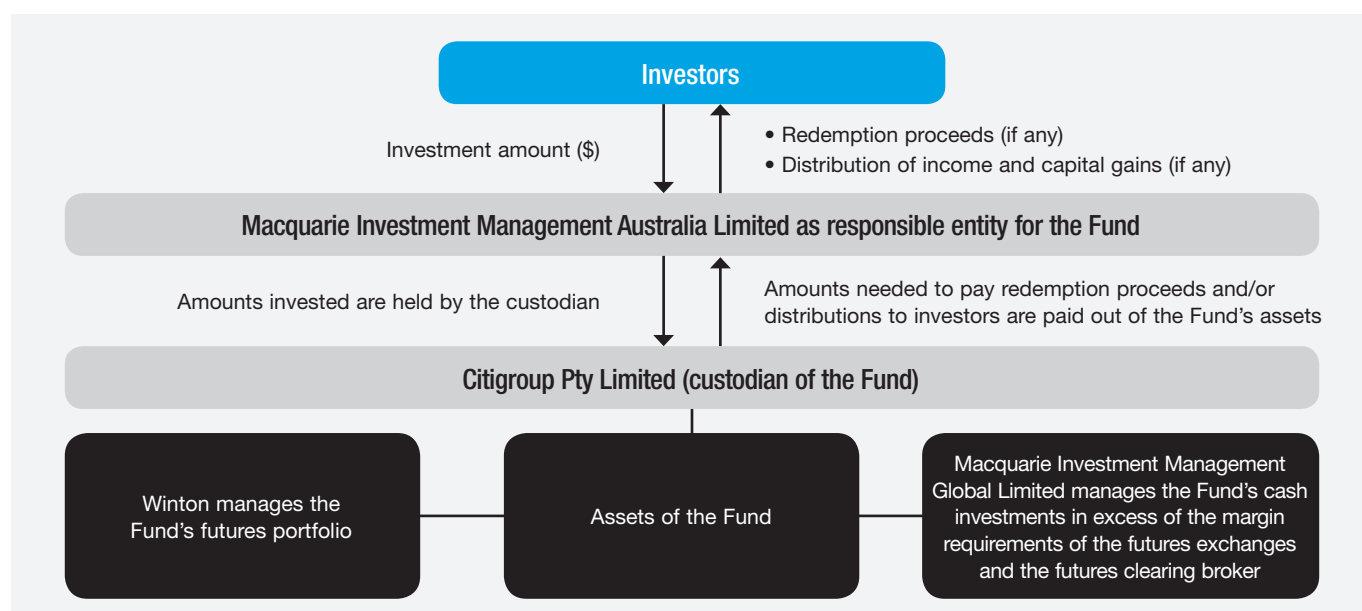 Investors
Investment amount ($)
• Redemption proceeds (if any)
• Distribution of income and capital gains (if any)
Macquarie Investment Management Australia Limited as responsible entity for the Fund
Amounts invested are held by the custodian
Amounts needed to pay redemption proceeds and/or
distributions to investors are paid out of the Fund's assets
Citigroup Pty Limited (custodian of the Fund)
Winton manages the
Fund's futures portfolio
Assets of the Fund
Macquarie Investment Management
Global Limited manages the Fund's cash
investments in excess of the margin
requirements of the futures exchanges
and the futures clearing broker